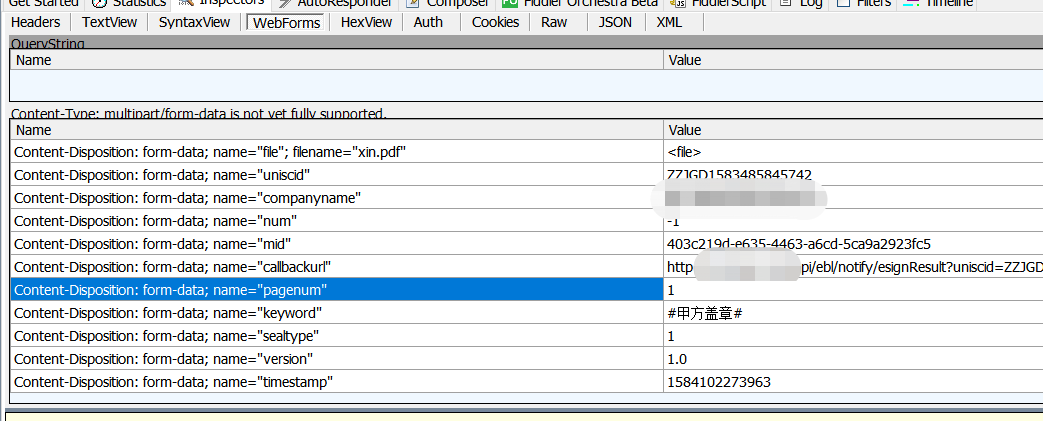 Get Started Statistics Inspectors AutoResponder Composer FO Fiddler Orchestra Beta JS FiddlerScript Log Filters Timeline
Headers TextView SyntaxView WebForms HexView Auth Cookies Raw JSON XML
QueryString
Name Value
Content-Type: multipart/form-data is not yet fully supported.
Name Value
Content-Disposition: form-data; name="file"; filename="xin.pdf" <file>
Content-Disposition: form-data; name="uniscid" ZZJGD1583485845742
Content-Disposition: form-data; name="companyname"
Content-Disposition: form-data; name="num" -1
Content-Disposition: form-data; name="mid" 403c219d-e635-4463-a6cd-5ca9a2923fc5
Content-Disposition: form-data; name="callbackurl" http pi/ebl/notify/esignResult?uniscid=ZZJGD
Content-Disposition: form-data; name="pagenum" 1
Content-Disposition: form-data; name="keyword" #甲方盖章#
Content-Disposition: form-data; name="sealtype" 1
Content-Disposition: form-data; name="version" 1.0
Content-Disposition: form-data; name="timestamp" 1584102273963